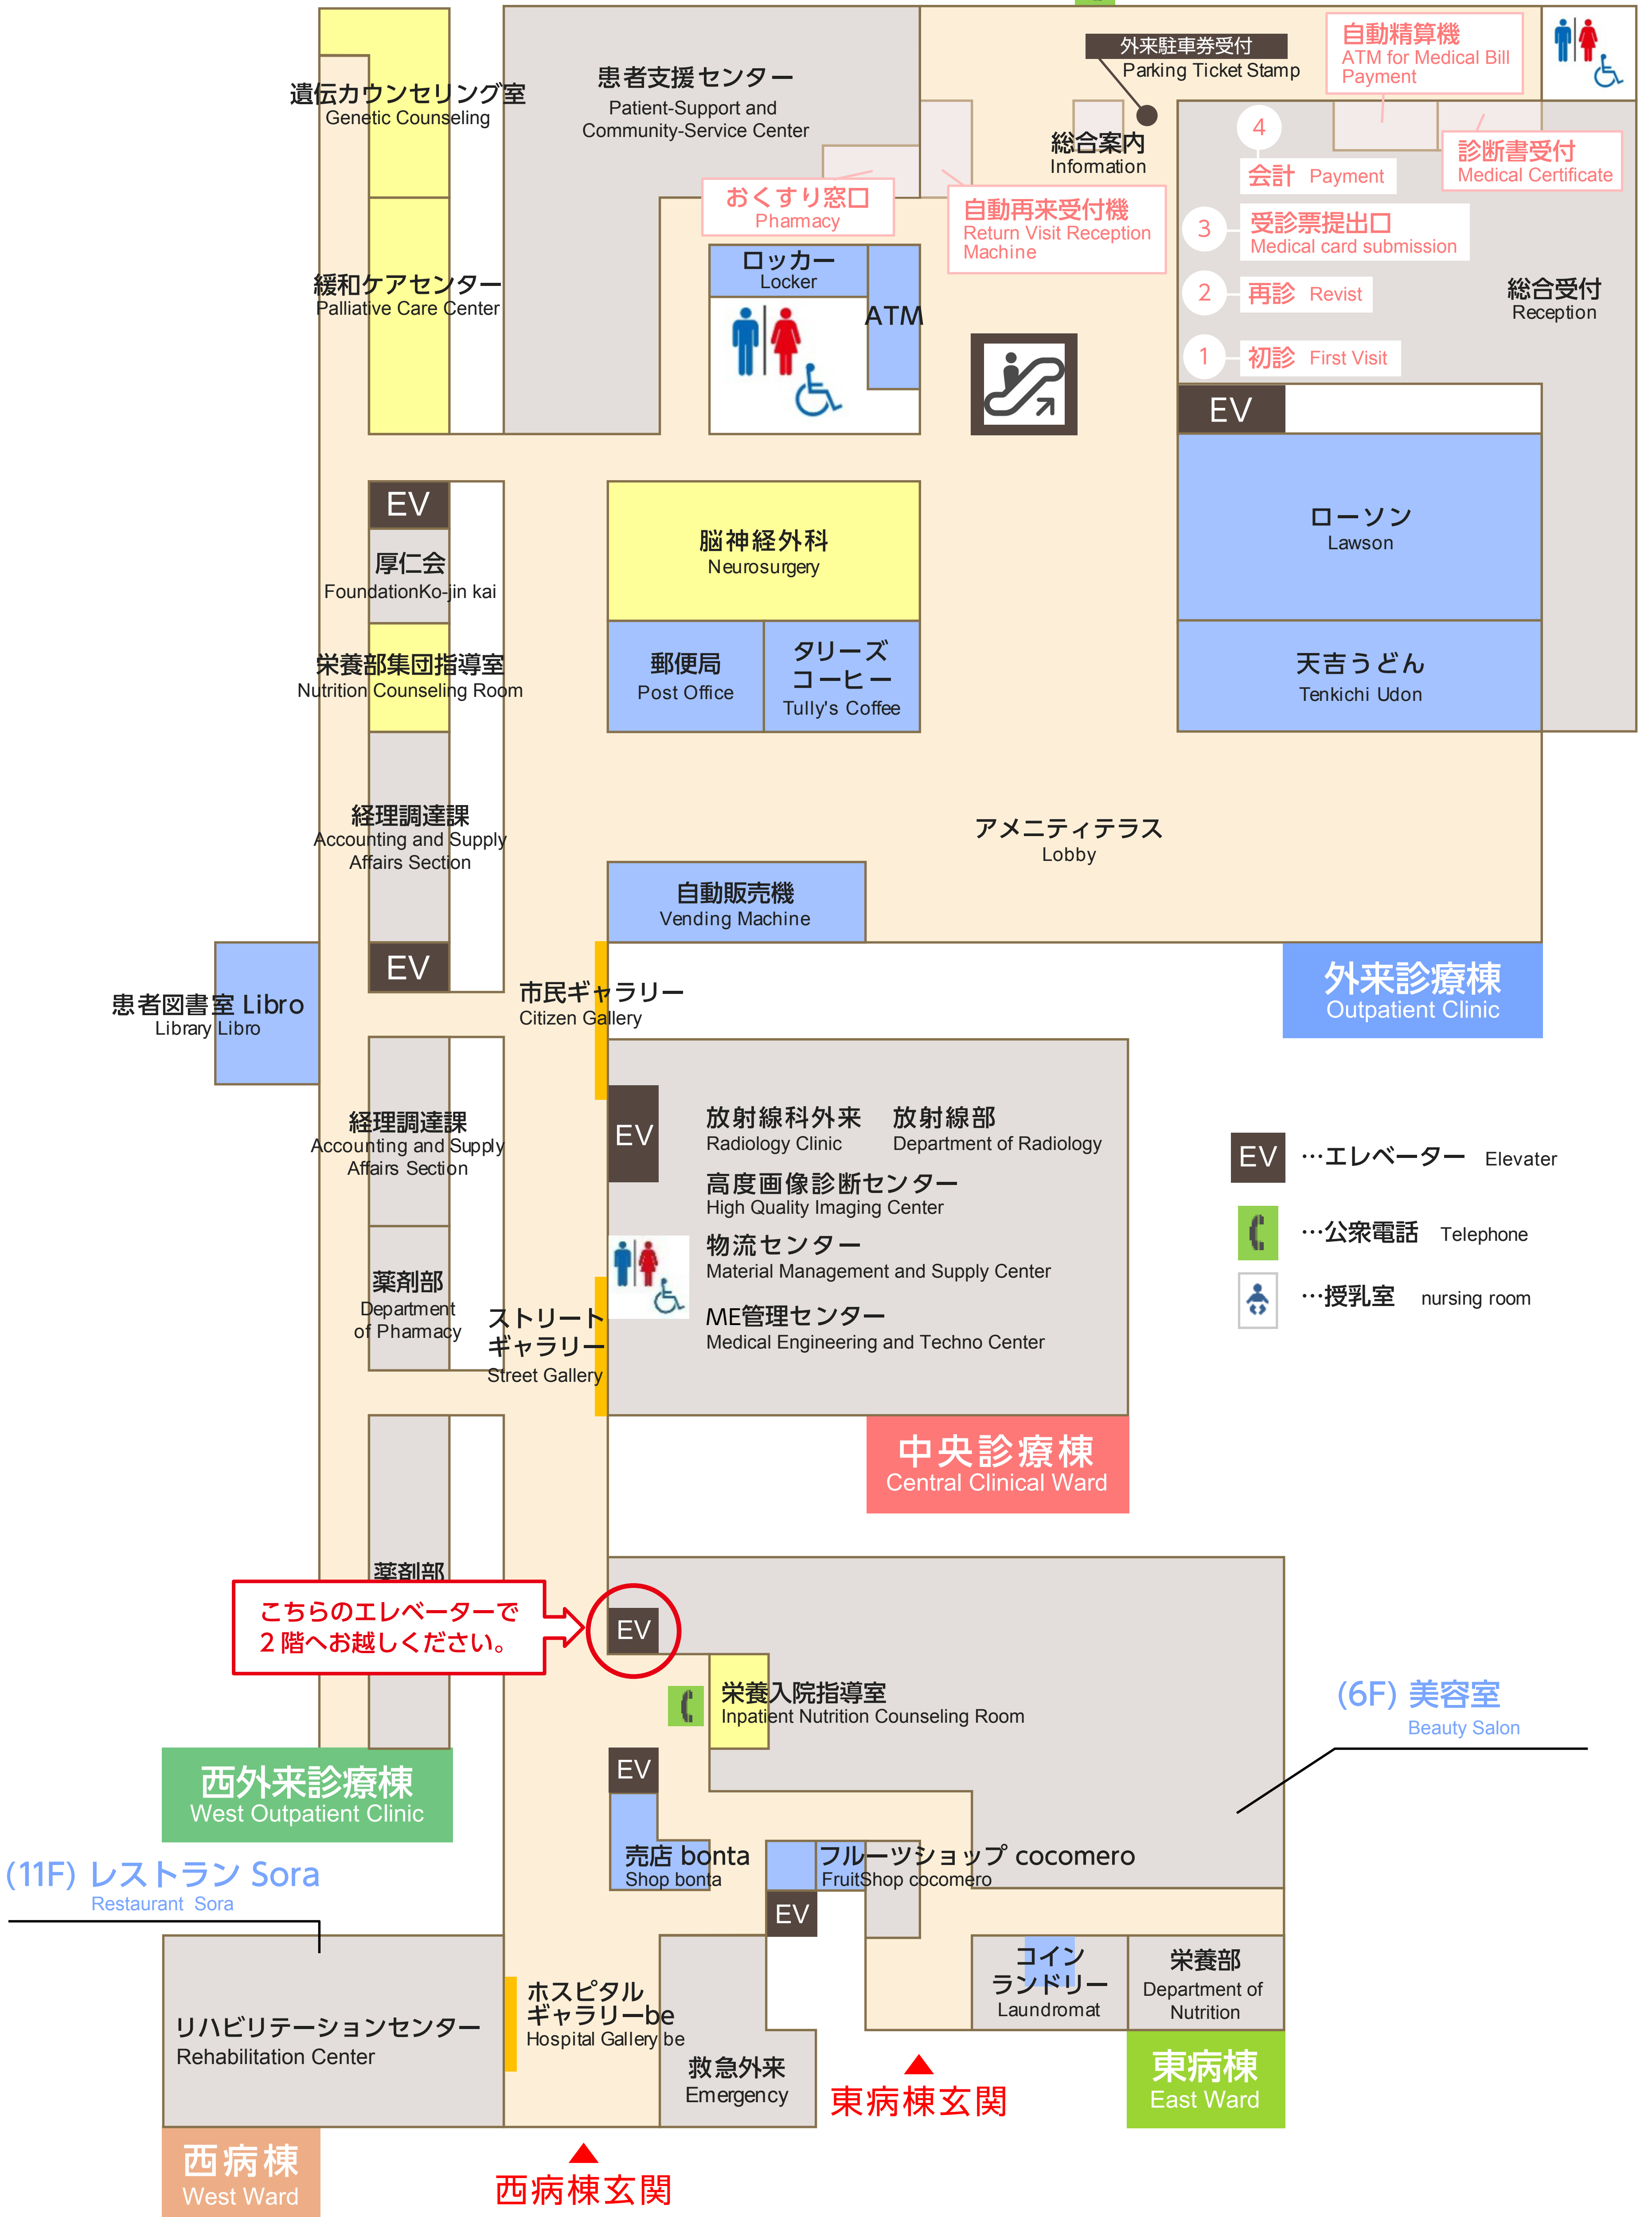 外来駐車券受付
Parking Ticket Stamp
自動精算機
ATM for Medical Bill
Payment
遺伝カウンセリング室
Genetic Counseling
患者支援センター
Patient-Support and
Community-Service Center
総合案内
Information
4
会計 Payment
診断書受付
Medical Certificate
おくすり窓口
Pharmacy
自動再来受付機
Return Visit Reception
Machine
3
受診票提出口
Medical card submission
2
再診 Revist
総合受付
Reception
1
初診 First Visit
緩和ケアセンター
Palliative Care Center
ロッカー
Locker
ATM
EV
EV
厚仁会
FoundationKo-jin kai
脳神経外科
Neurosurgery
ローソン
Lawson
栄養部集団指導室
Nutrition Counseling Room
郵便局
Post Office
タリーズ
コーヒー
Tully's Coffee
天吉うどん
Tenkichi Udon
経理調達課
Accounting and Supply
Affairs Section
アメニティテラス
Lobby
自動販売機
Vending Machine
EV
患者図書室 Libro
Library Libro
市民ギャラリー
Citizen Gallery
外来診療棟
Outpatient Clinic
経理調達課
Accounting and Supply
Affairs Section
EV
放射線科外来
Radiology Clinic
放射線部
Department of Radiology
高度画像診断センター
High Quality Imaging Center
物流センター
Material Management and Supply Center
ME管理センター
Medical Engineering and Techno Center
EV …エレベーター Elevater
…公衆電話 Telephone
…授乳室 nursing room
薬剤部
Department
of Pharmacy
ストリート
ギャラリー
Street Gallery
中央診療棟
Central Clinical Ward
薬剤部
こちらのエレベーターで
2階へお越しください。
EV
栄養入院指導室
Inpatient Nutrition Counseling Room
(6F) 美容室
Beauty Salon
EV
西外来診療棟
West Outpatient Clinic
売店 bonta
Shop bonta
フルーツショップ cocomero
FruitShop cocomero
EV
(11F) レストラン Sora
Restaurant Sora
リハビリテーションセンター
Rehabilitation Center
ホスピタル
ギャラリーbe
Hospital Gallery be
救急外来
Emergency
コイン
ランドリー
Laundromat
栄養部
Department of
Nutrition
東病棟
East Ward
東病棟玄関
西病棟
West Ward
西病棟玄関